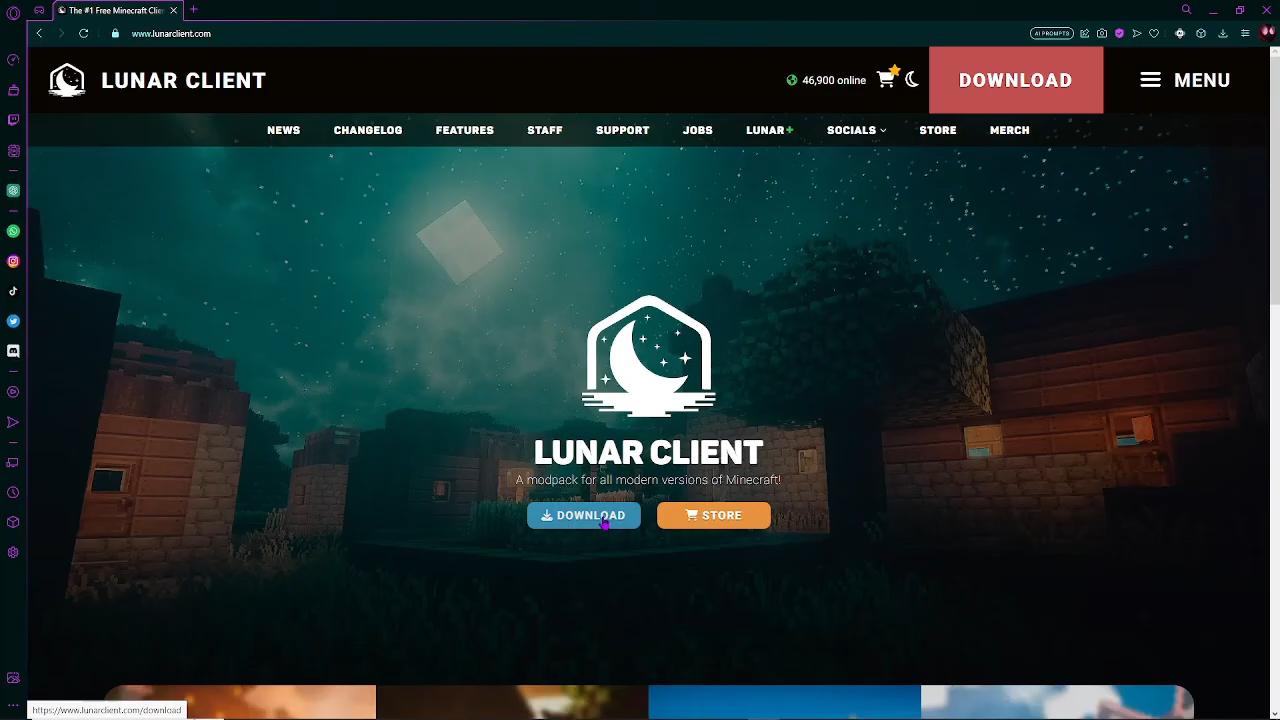 The #1 Free Minecraft Clie
www.lunarclient.com
AI PROMPTS
LUNAR CLIENT
46,900 online
DOWNLOAD
MENU
NEWS
CHANGELOG
FEATURES
STAFF
SUPPORT
JOBS
LUNAR+
SOCIALS
STORE
MERCH
LUNAR CLIENT
A modpack for all modern versions of Minecraft!
DOWNLOAD
STORE
https://www.lunarclient.com/download